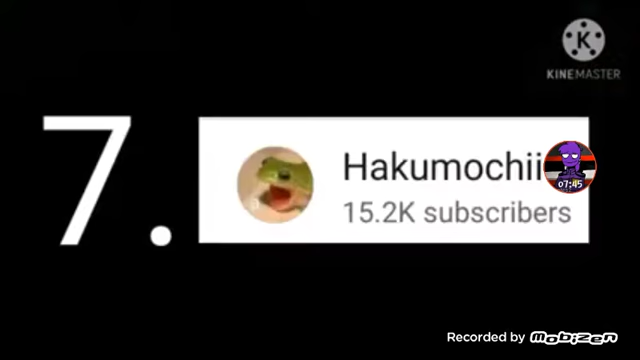 KINEMASTER
7.
Hakumochii
07:45
15.2K subscribers
Recorded by MOBIZEN